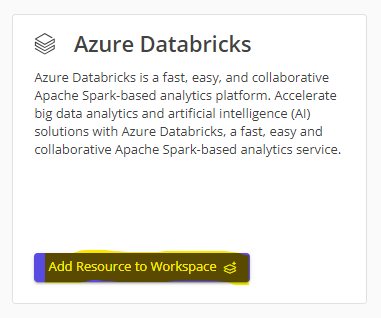 Azure Databricks
Azure Databricks is a fast, easy, and collaborative
Apache Spark-based analytics platform. Accelerate
big data analytics and artificial intelligence (AI)
solutions with Azure Databricks, a fast, easy and
collaborative Apache Spark-based analytics service.
Add Resource to Workspace